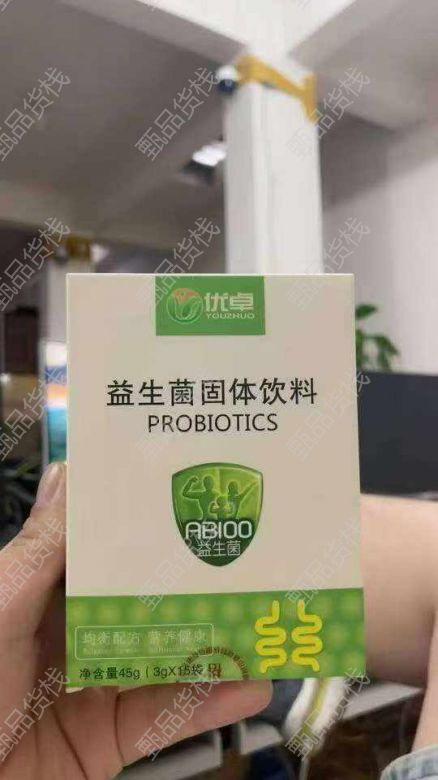 优卓
YOUZHUO
益生菌固体饮料
PROBIOTICS
AB100
益生菌
均衡配方 营养健康
净含量45g（3gX15袋
甄品货栈